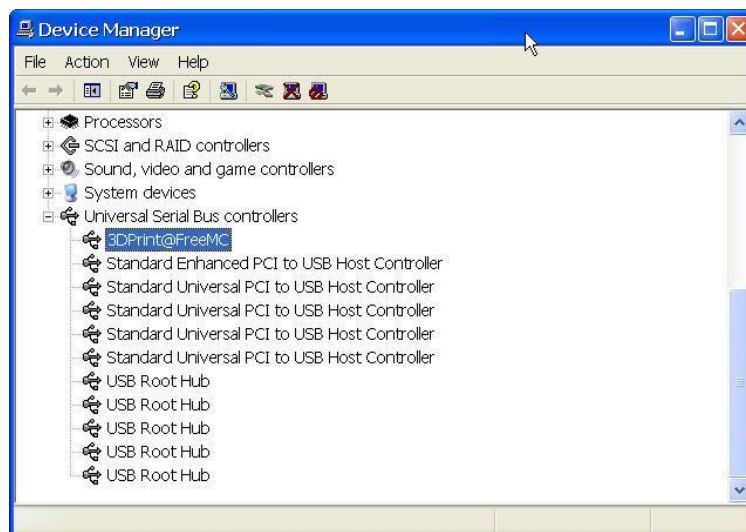 Device Manager
File Action View Help
Processors
SCSI and RAID controllers
Sound, video and game controllers
System devices
Universal Serial Bus controllers
3DPrint@FreeMC
Standard Enhanced PCI to USB Host Controller
Standard Universal PCI to USB Host Controller
Standard Universal PCI to USB Host Controller
Standard Universal PCI to USB Host Controller
Standard Universal PCI to USB Host Controller
USB Root Hub
USB Root Hub
USB Root Hub
USB Root Hub
USB Root Hub